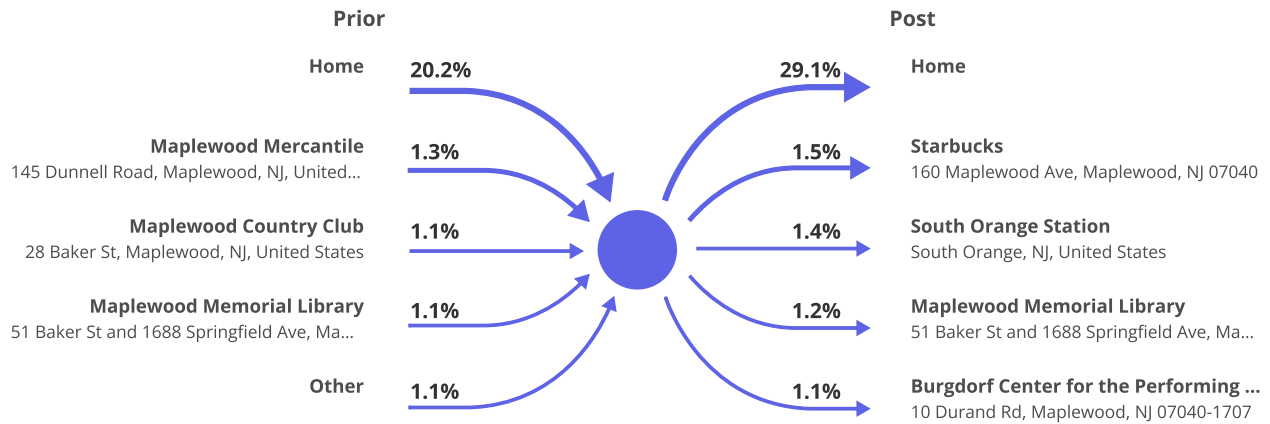 Prior
Post
Home
20.2%
29.1%
Home
Maplewood Mercantile
145 Dunnell Road, Maplewood, NJ, United...
1.3%
1.5%
Starbucks
160 Maplewood Ave, Maplewood, NJ 07040
Maplewood Country Club
28 Baker St, Maplewood, NJ, United States
1.1%
1.4%
South Orange Station
South Orange, NJ, United States
Maplewood Memorial Library
51 Baker St and 1688 Springfield Ave, Ma...
1.1%
1.2%
Maplewood Memorial Library
51 Baker St and 1688 Springfield Ave, Ma...
Other
1.1%
1.1%
Burgdorf Center for the Performing ...
10 Durand Rd, Maplewood, NJ 07040-1707